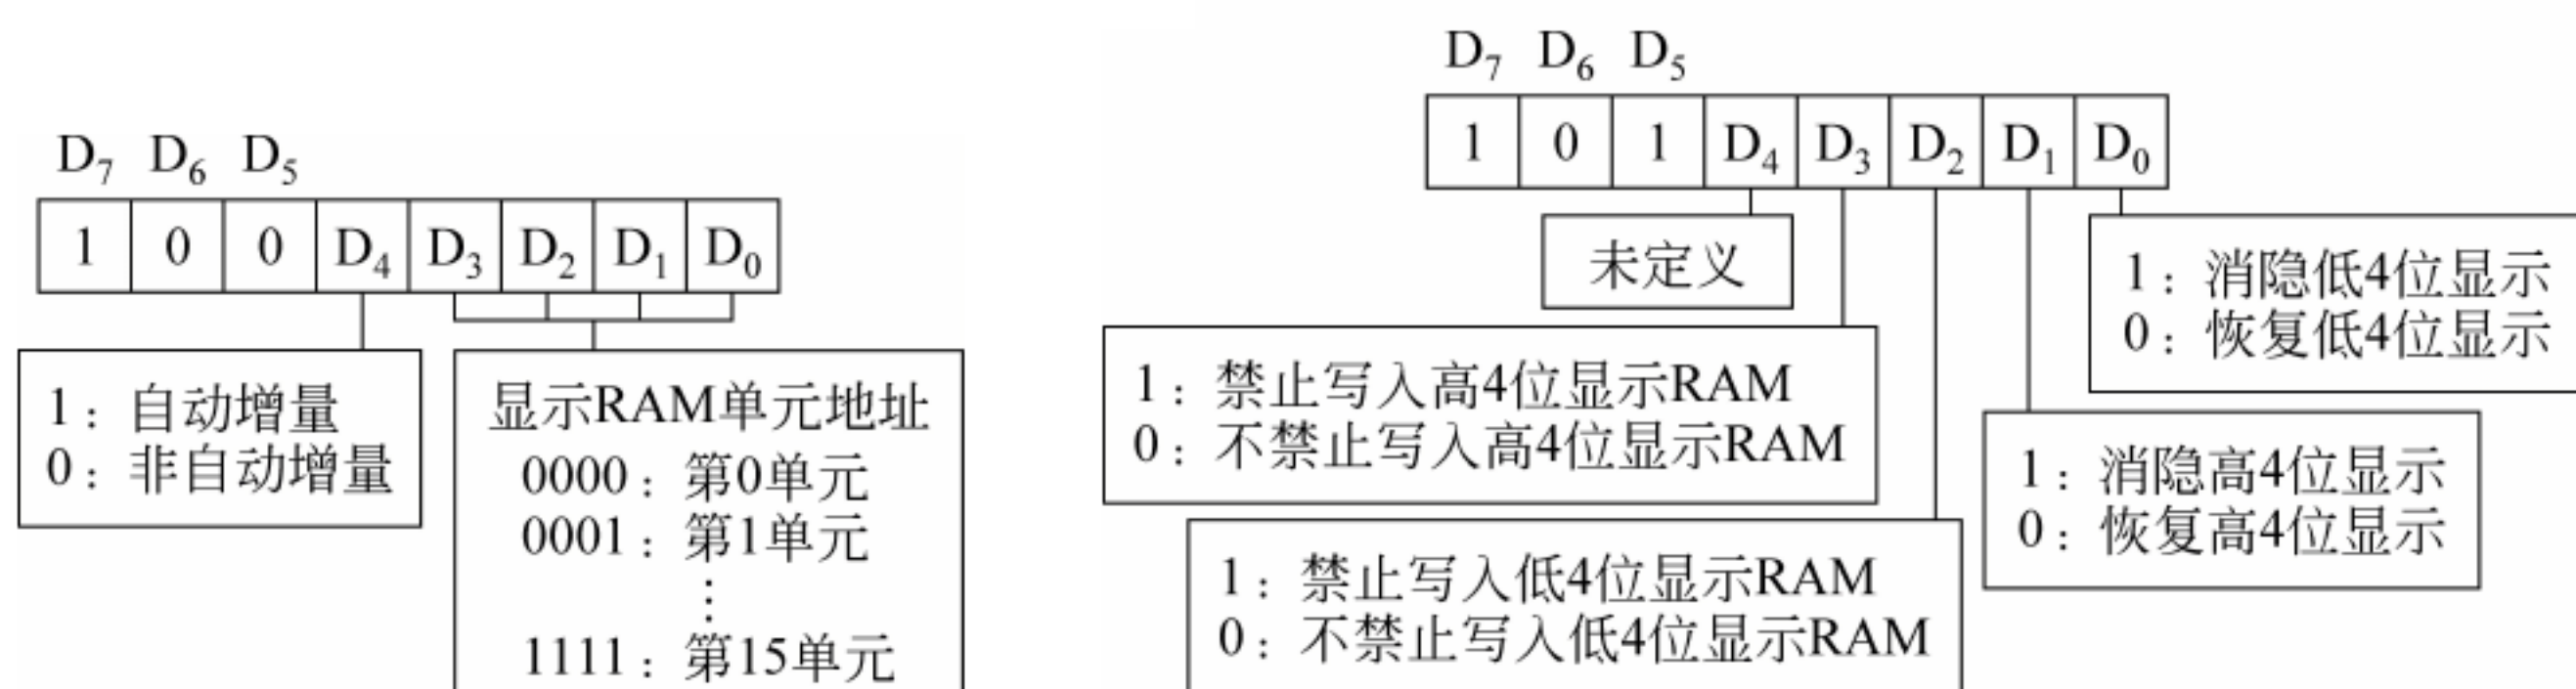 D₇ D₆ D₅
1 0 0 D₄ D₃ D₂ D₁ D₀
1：自动增量
0：非自动增量
显示RAM单元地址
0000：第0单元
0001：第1单元
⋮
1111：第15单元
D₇ D₆ D₅
1 0 1 D₄ D₃ D₂ D₁ D₀
未定义
1：消隐低4位显示
0：恢复低4位显示
1：禁止写入高4位显示RAM
0：不禁止写入高4位显示RAM
1：消隐高4位显示
0：恢复高4位显示
1：禁止写入低4位显示RAM
0：不禁止写入低4位显示RAM